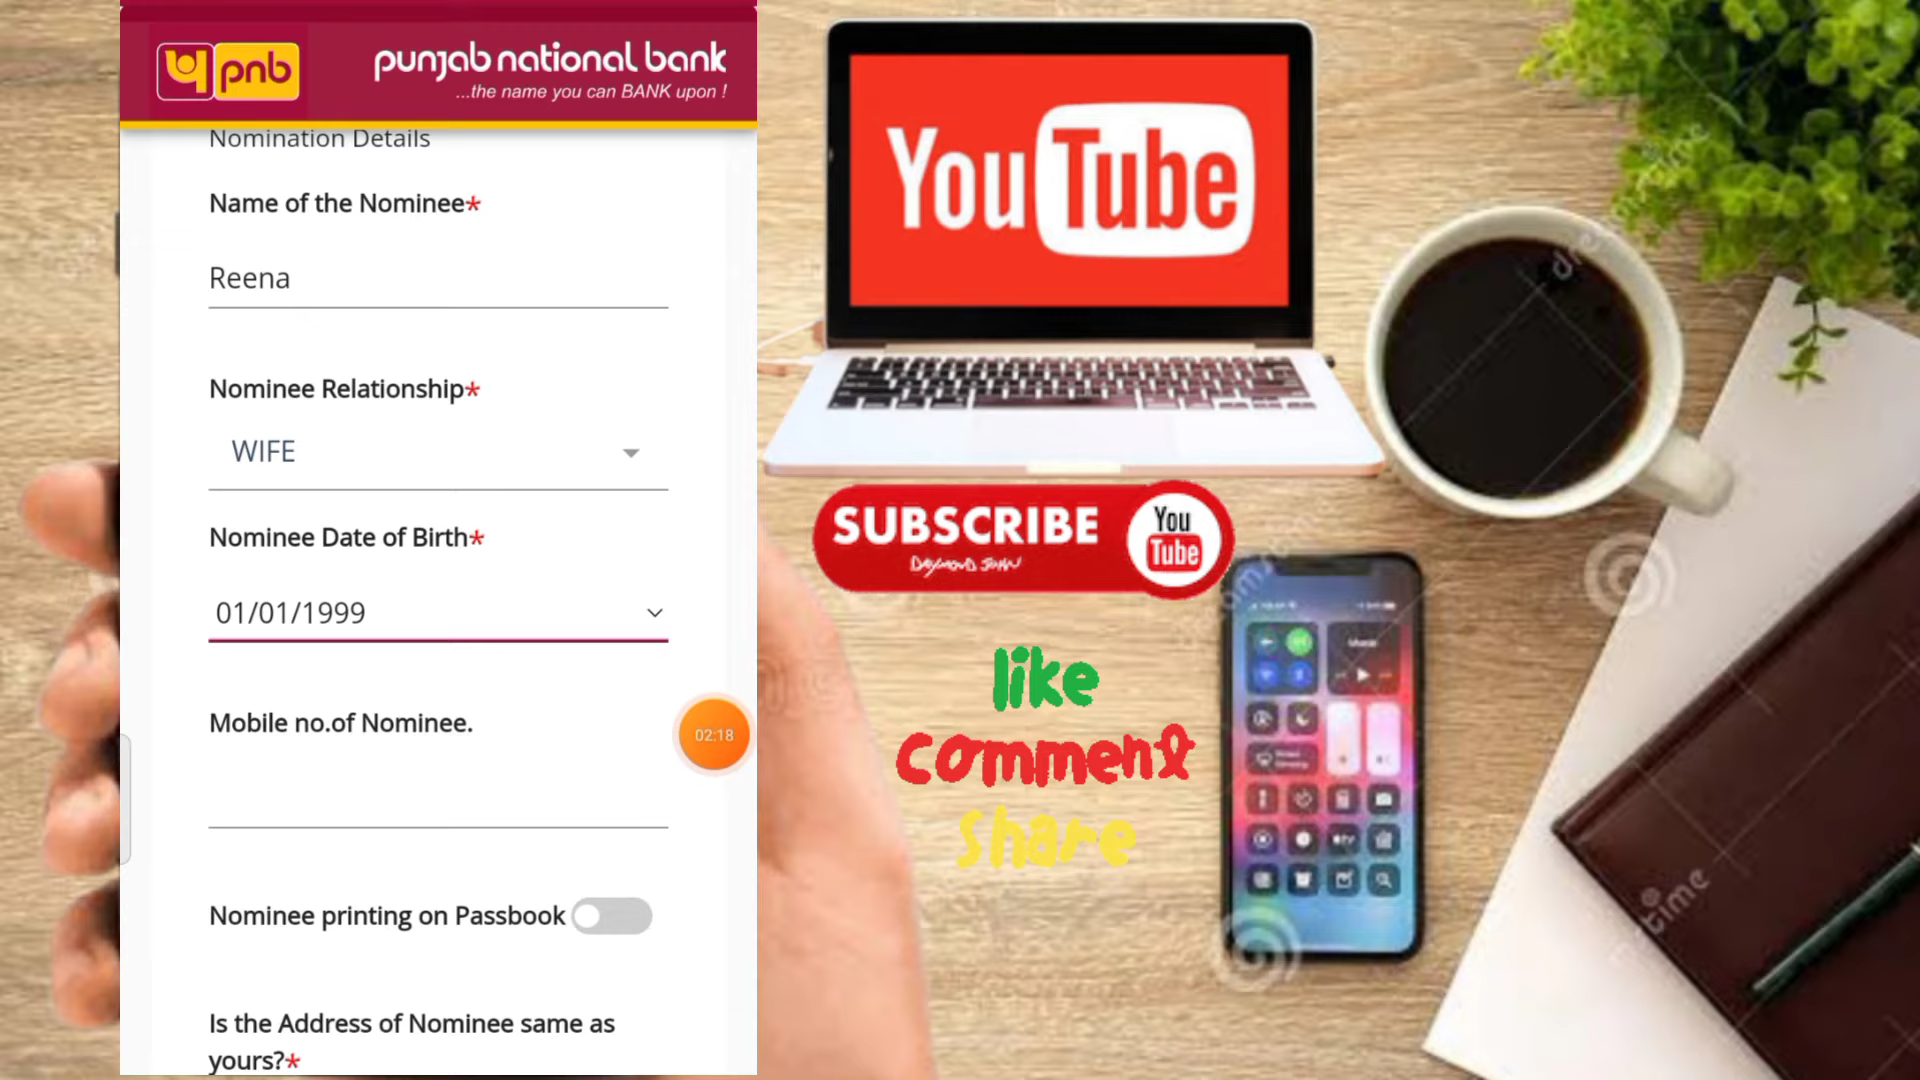 पु pnb
punjab national bank
...the name you can BANK upon !
Nomination Details
Name of the Nominee*
Reena
Nominee Relationship*
WIFE
Nominee Date of Birth*
01/01/1999
Mobile no.of Nominee.
02:18
Nominee printing on Passbook
Is the Address of Nominee same as
yours?*
YouTube
SUBSCRIBE
DAYMOND JOHN
You
Tube
like
comment
share